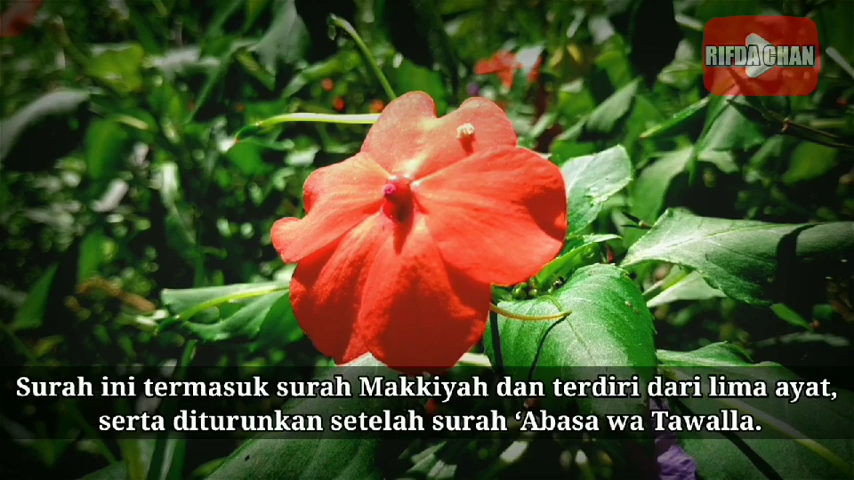 RIFDA CHAN
Surah ini termasuk surah Makkiyah dan terdiri dari lima ayat,
serta diturunkan setelah surah ‘Abasa wa Tawalla.